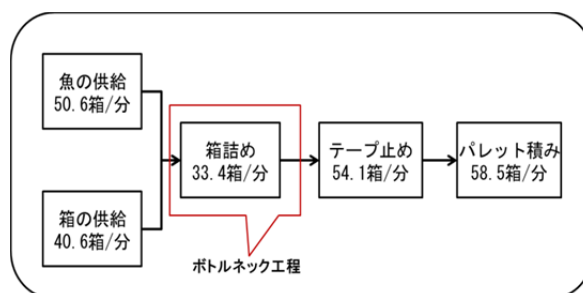 魚の供給
50.6箱/分
箱の供給
40.6箱/分
箱詰め
33.4箱/分
テープ止め
54.1箱/分
パレット積み
58.5箱/分
ボトルネック工程